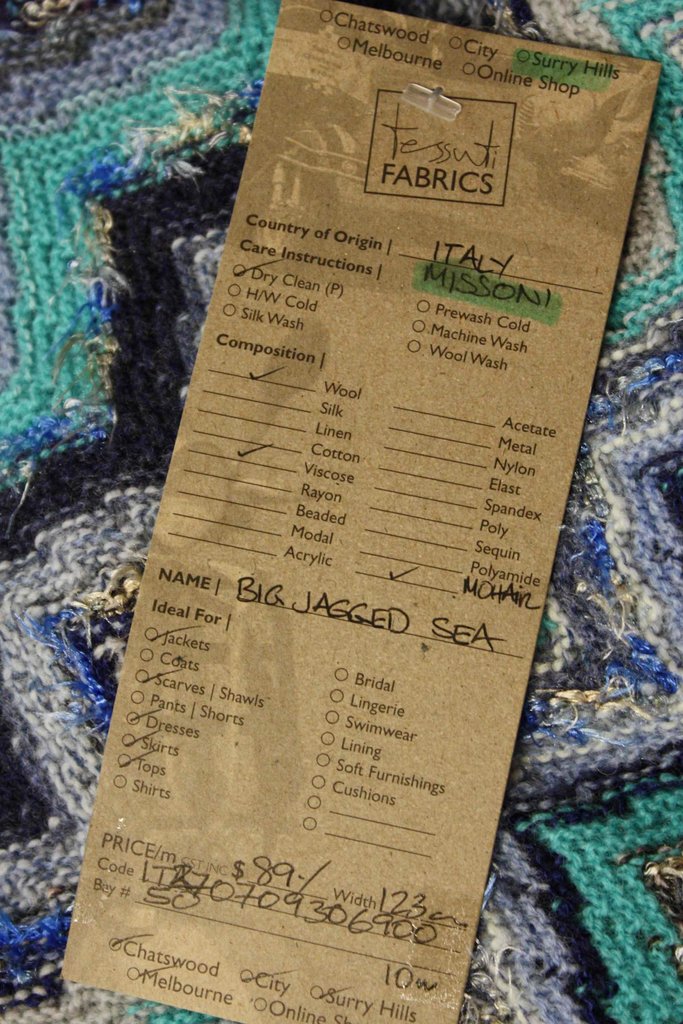 Chatswood City Surry Hills
Melbourne Online Shop
tessuti
FABRICS
Country of Origin | ITALY
Care Instructions | MISSONI
Dry Clean (P) Prewash Cold
H/W Cold Machine Wash
Silk Wash Wool Wash
Composition |
Wool Acetate
Silk Metal
Linen Nylon
Cotton Elast
Viscose Spandex
Rayon Poly
Beaded Sequin
Modal Polyamide
Acrylic MOHAIR
NAME | BIG JAGGED SEA
Ideal For |
Jackets Bridal
Coats Lingerie
Scarves | Shawls Swimwear
Pants | Shorts Lining
Dresses Soft Furnishings
Skirts Cushions
Tops
Shirts
PRICE/m GST INC $89-/ Width 123cm
Code
Bay # 50
Chatswood City Surry Hills
Melbourne Online Shop